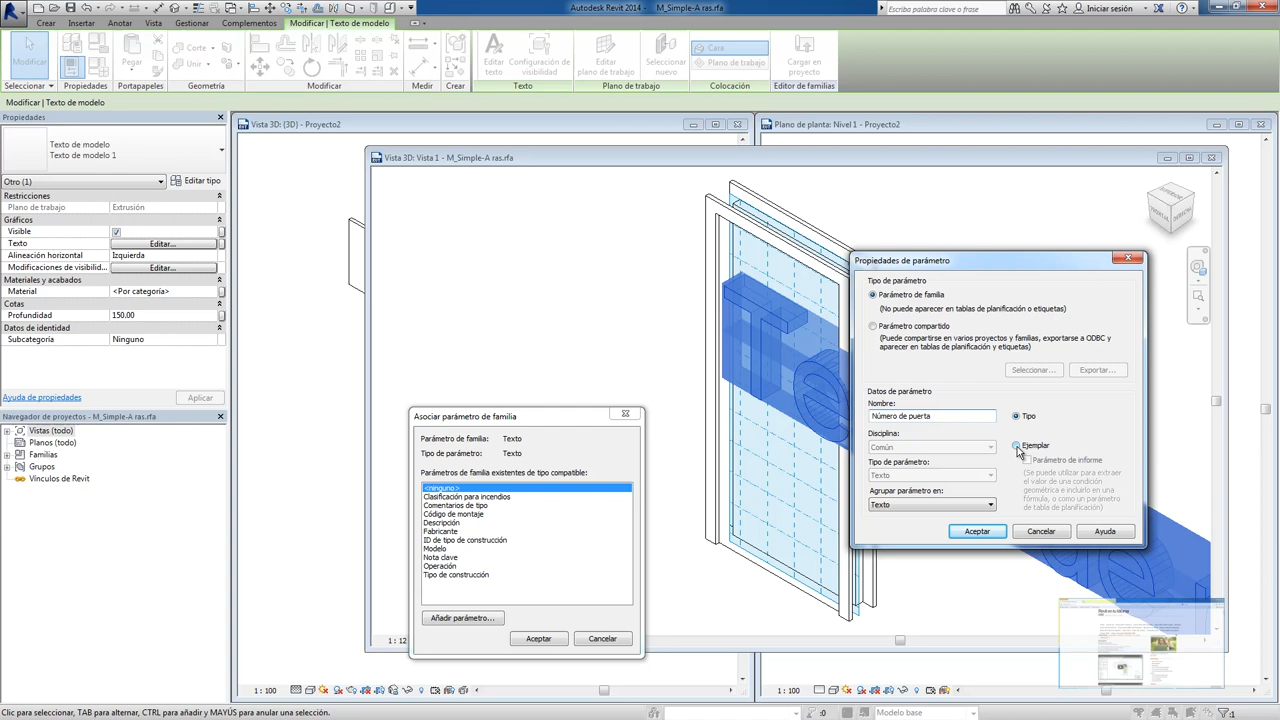 Autodesk Revit 2014 - M_Simple-A ras.rfa
Escriba palabra clave o frase
Iniciar sesión
Crear Insertar Anotar Vista Gestionar Complementos Modificar | Texto de modelo
Modificar
Pegar
Corte
Unir
Editar texto
Configuración de visibilidad
Editar plano de trabajo
Seleccionar nuevo
Cara
Plano de trabajo
Cargar en proyecto
Seleccionar Propiedades Portapapeles Geometría Modificar Medir Crear Texto Plano de trabajo Colocación Editor de familias
Modificar | Texto de modelo
Propiedades
Texto de modelo
Texto de modelo 1
Otro (1) Editar tipo
Restricciones
Plano de trabajo Extrusión
Gráficos
Visible
Texto Editar...
Alineación horizontal Izquierda
Modificaciones de visibilid... Editar...
Materiales y acabados
Material <Por categoría>
Cotas
Profundidad 150.00
Datos de identidad
Subcategoría Ninguno
Ayuda de propiedades Aplicar
Navegador de proyectos - M_Simple-A ras.rfa
Vistas (todo)
Planos (todo)
Familias
Grupos
Vínculos de Revit
Vista 3D: {3D} - Proyecto2
Plano de planta: Nivel 1 - Proyecto2
Vista 3D: Vista 1 - M_Simple-A ras.rfa
Te
Asociar parámetro de familia
Parámetro de familia: Texto
Tipo de parámetro: Texto
Parámetros de familia existentes de tipo compatible:
<ninguno>
Clasificación para incendios
Comentarios de tipo
Código de montaje
Descripción
Fabricante
ID de tipo de construcción
Modelo
Nota clave
Operación
Tipo de construcción
Añadir parámetro...
Aceptar Cancelar
Propiedades de parámetro
Tipo de parámetro
Parámetro de familia
(No puede aparecer en tablas de planificación o etiquetas)
Parámetro compartido
(Puede compartirse en varios proyectos y familias, exportarse a ODBC y
aparecer en tablas de planificación y etiquetas)
Seleccionar... Exportar...
Datos de parámetro
Nombre:
Número de puerta Tipo
Disciplina:
Común Ejemplar
Parámetro de informe
Tipo de parámetro:
Texto
(Se puede utilizar para extraer
el valor de una condición
geométrica e incluirlo en una
fórmula, o como un parámetro
de tabla de planificación)
Agrupar parámetro en:
Texto
Aceptar Cancelar Ayuda
1 : 100
1 : 100
Clic para seleccionar, TAB para alternar, CTRL para añadir y MAYÚS para anular una selección.
:0
Modelo base
:1